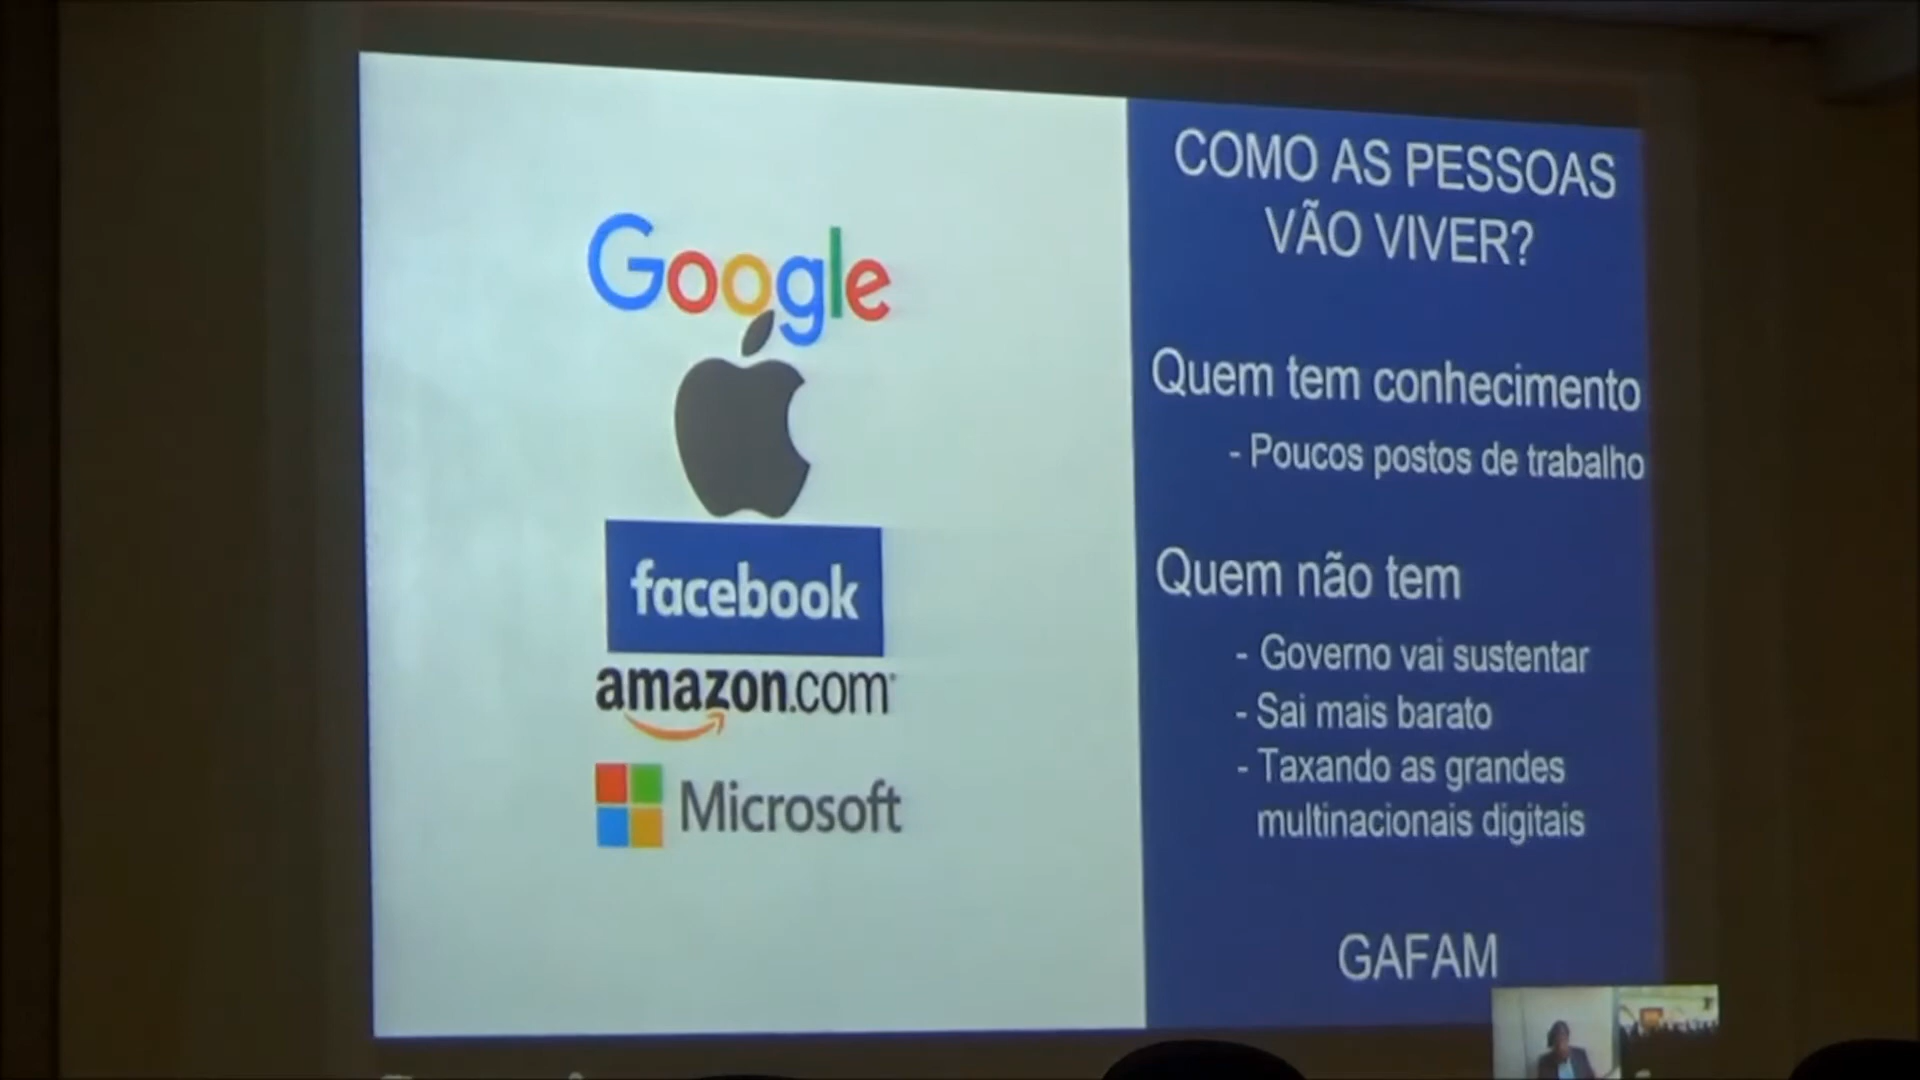 Google
facebook
amazon.com
Microsoft
COMO AS PESSOAS
VÃO VIVER?
Quem tem conhecimento
- Poucos postos de trabalho
Quem não tem
- Governo vai sustentar
- Sai mais barato
- Taxando as grandes
multinacionais digitais
GAFAM